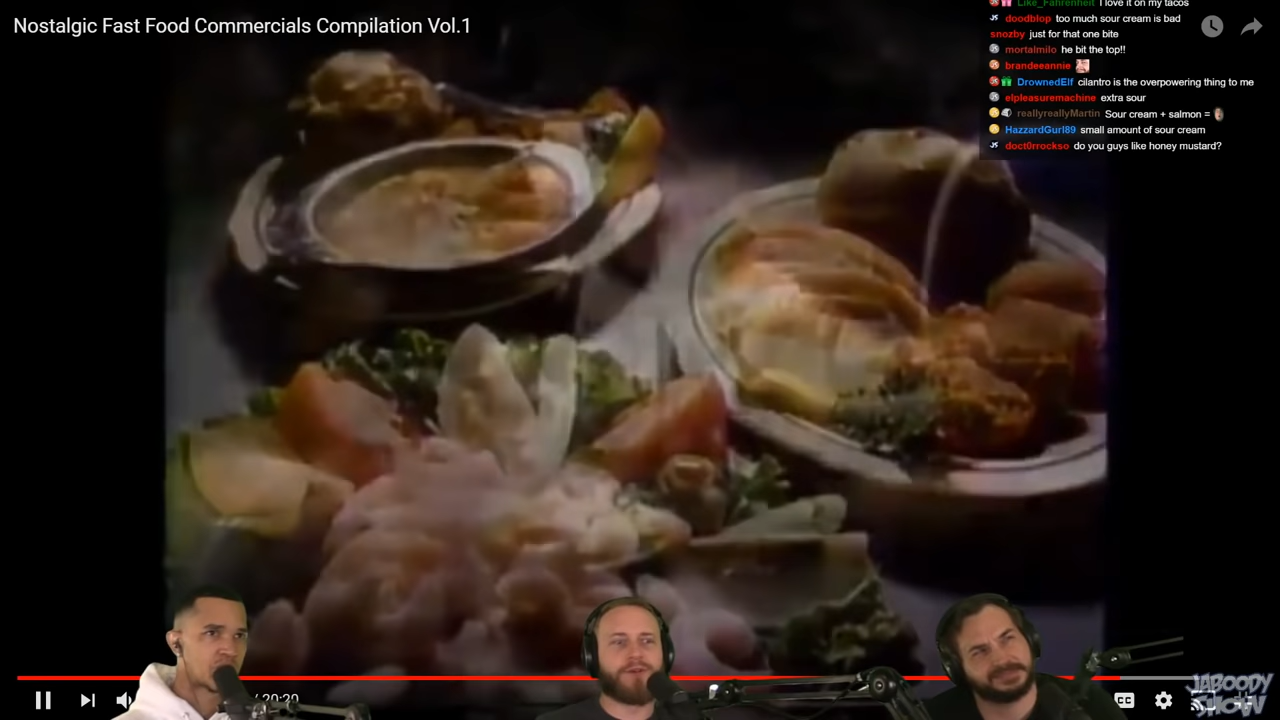 Nostalgic Fast Food Commercials Compilation Vol.1
Like_Fahrenheit I love it on my tacos
doodblop too much sour cream is bad
snozby just for that one bite
mortalmilo he bit the top!!
brandeeannie
DrownedElf cilantro is the overpowering thing to me
elpleasuremachine extra sour
reallyreallyMartin Sour cream + salmon =
HazzardGurl89 small amount of sour cream
doct0rrockso do you guys like honey mustard?
/ 20:20
CC
JABOODY
SHOW